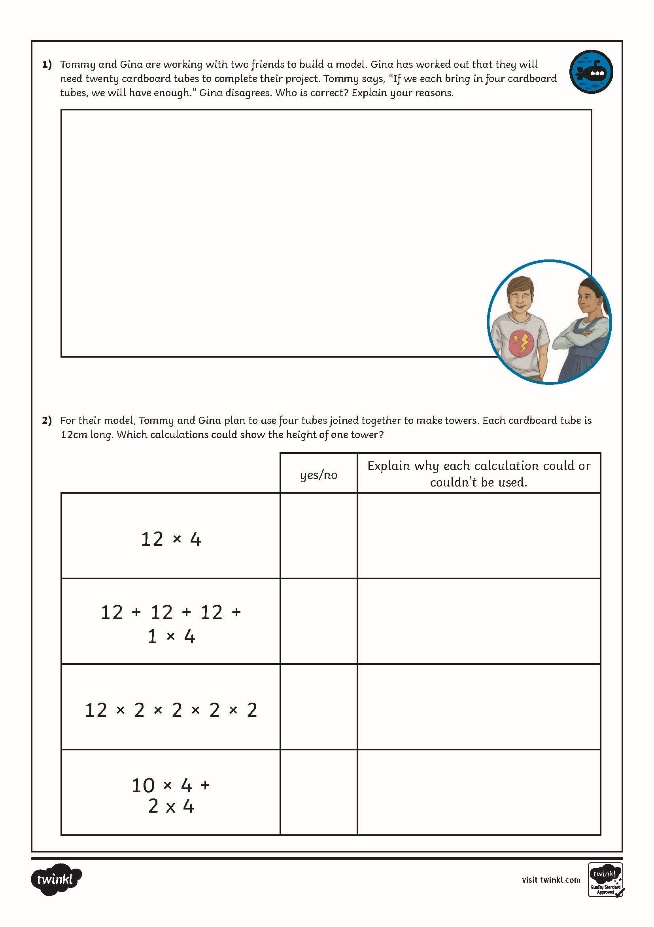 1) Tommy and Gina are working with two friends to build a model. Gina has worked out that they will
need twenty cardboard tubes to complete their project. Tommy says, "If we each bring in four cardboard
tubes, we will have enough." Gina disagrees. Who is correct? Explain your reasons.
2) For their model, Tommy and Gina plan to use four tubes joined together to make towers. Each cardboard tube is
12cm long. Which calculations could show the height of one tower?
yes/no
Explain why each calculation could or
couldn't be used.
12 × 4
12 + 12 + 12 +
1 × 4
12 × 2 × 2 × 2 × 2
10 × 4 +
2 x 4
twinkl
visit twinkl.com
twinkl
Quality Standard
Approved